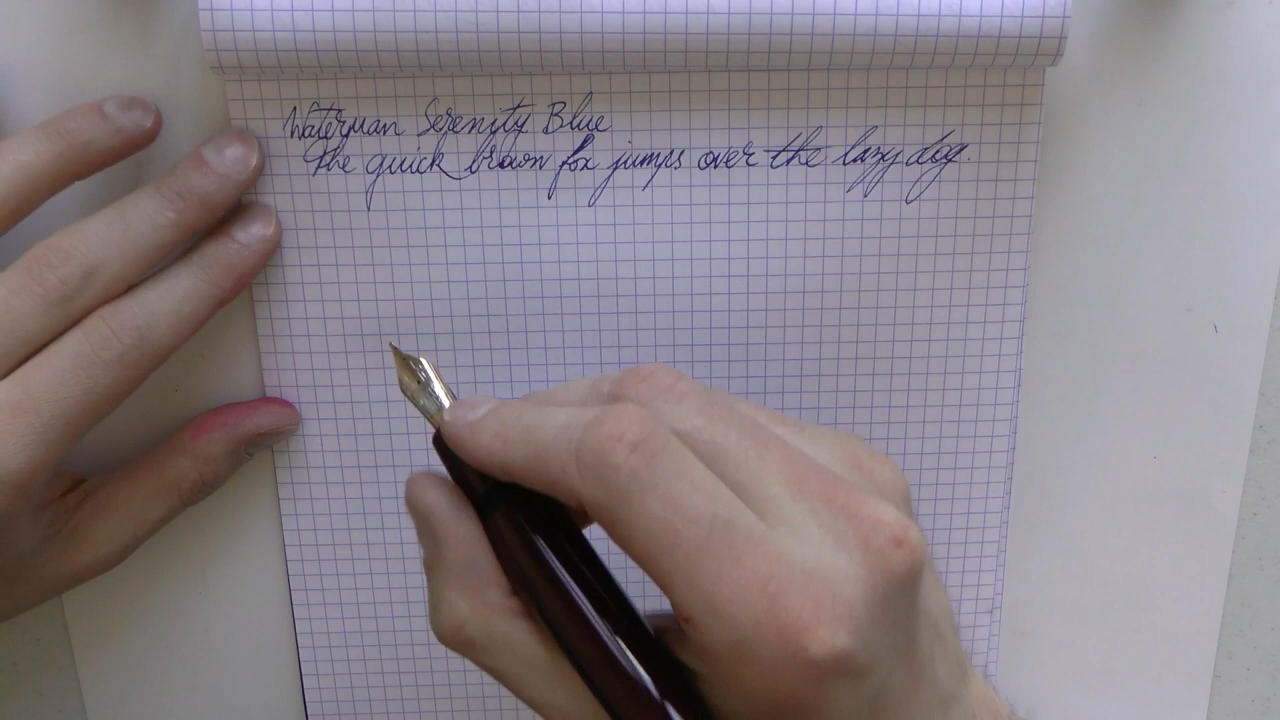 Waterman Serenity Blue
The quick brown fox jumps over the lazy dog.